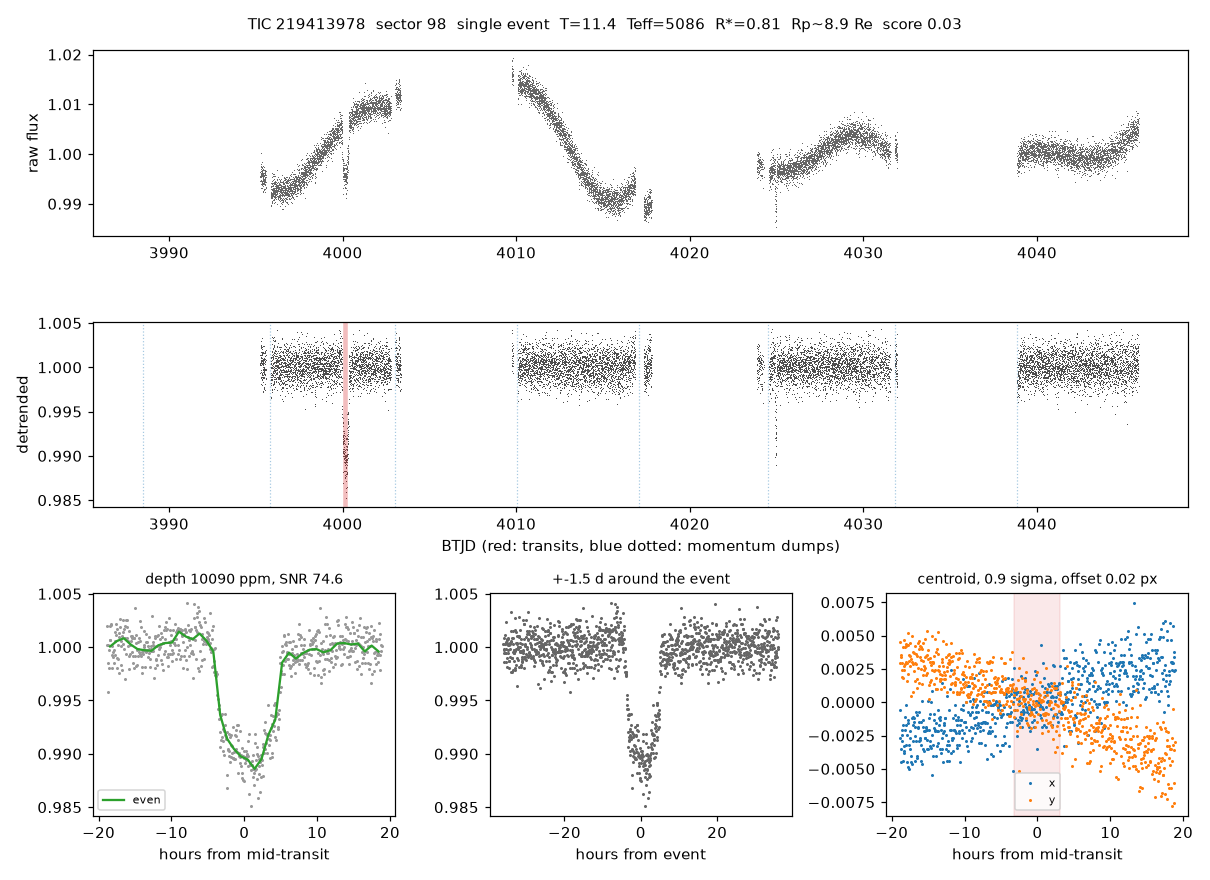 TIC 219413978 sector 98 single event T=11.4 Teff=5086 R*=0.81 Rp~8.9 Re score 0.03
1.02
1.01
1.00
0.99
raw flux
3990 4000 4010 4020 4030 4040
1.005
1.000
0.995
0.990
0.985
detrended
3990 4000 4010 4020 4030 4040
BTJD (red: transits, blue dotted: momentum dumps)
depth 10090 ppm, SNR 74.6
1.005
1.000
0.995
0.990
0.985
even
−20 −10 0 10 20
hours from mid-transit
+-1.5 d around the event
1.005
1.000
0.995
0.990
0.985
−20 0 20
hours from event
centroid, 0.9 sigma, offset 0.02 px
0.0075
0.0050
0.0025
0.0000
−0.0025
−0.0050
−0.0075
x
y
−20 −10 0 10 20
hours from mid-transit